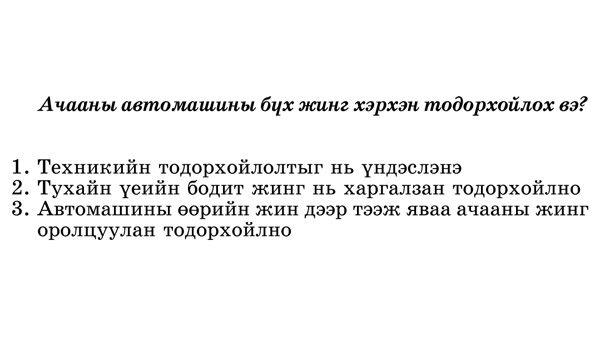 Ачааны автомашины бүх жинг хэрхэн тодорхойлох вэ?
1. Техникийн тодорхойлолтыг нь үндэслэнэ
2. Тухайн үеийн бодит жинг нь харгалзан тодорхойлно
3. Автомашины өөрийн жин дээр тээж яваа ачааны жинг
оролцуулан тодорхойлно